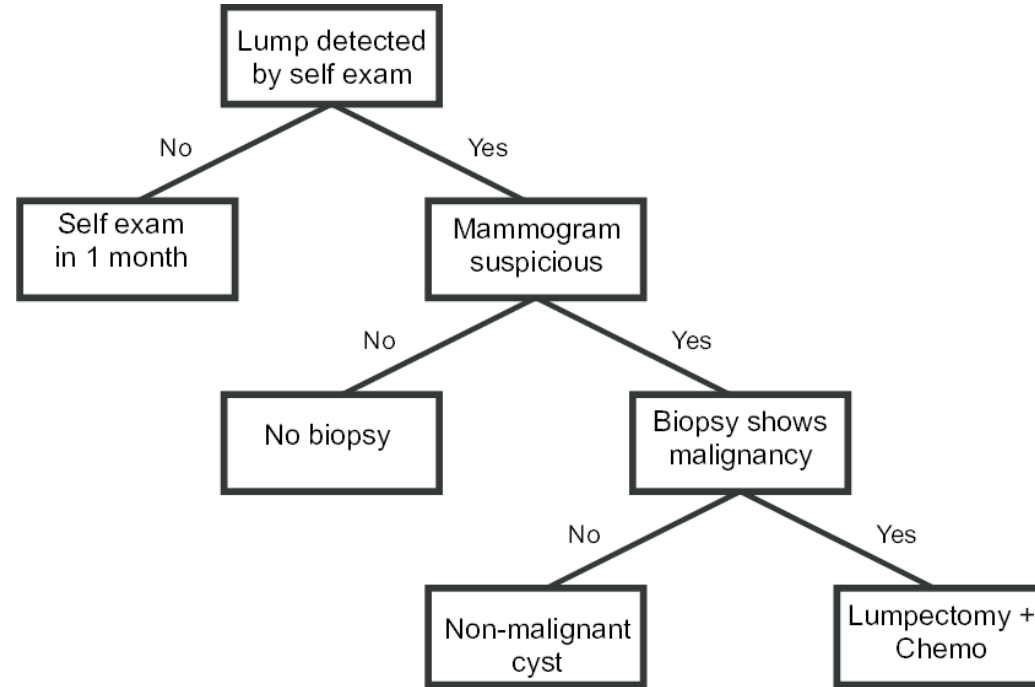 Lump detected
by self exam
No
Yes
Self exam
in 1 month
Mammogram
suspicious
No
Yes
No biopsy
Biopsy shows
malignancy
No
Yes
Non-malignant
cyst
Lumpectomy +
Chemo